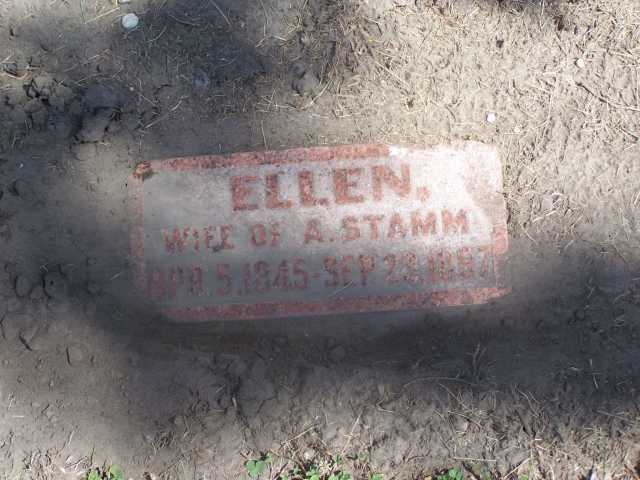 ELLEN.
WIFE OF A. STAMM
APR. 5, 1845 - SEP 23, 1897